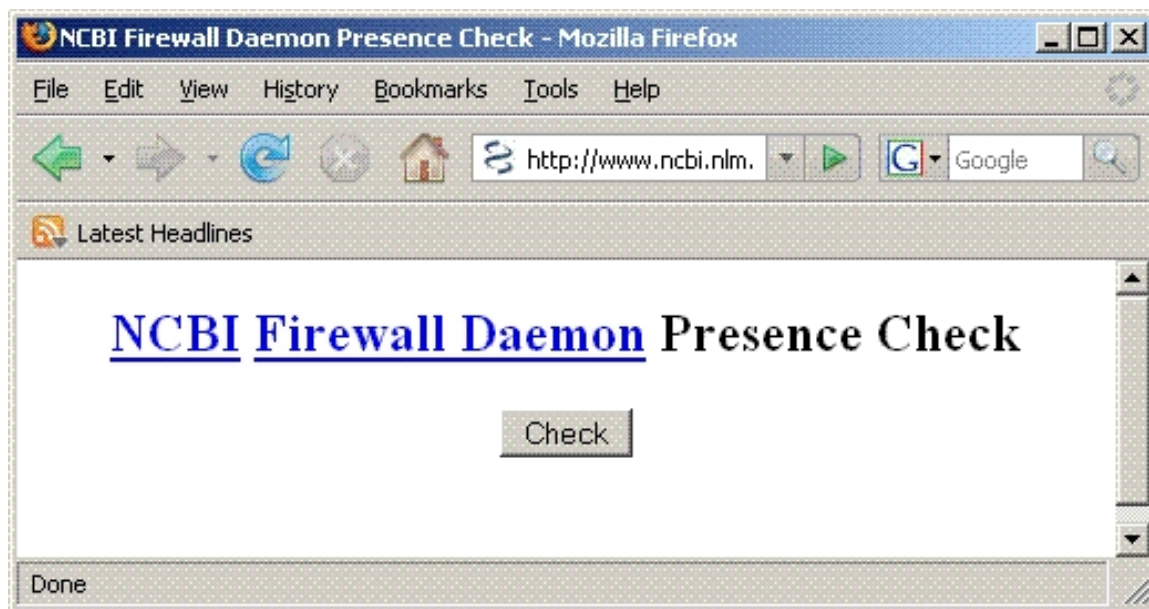 NCBI Firewall Daemon Presence Check - Mozilla Firefox
File Edit View History Bookmarks Tools Help
http://www.ncbi.nlm. G Google
Latest Headlines
NCBI Firewall Daemon Presence Check
Check
Done